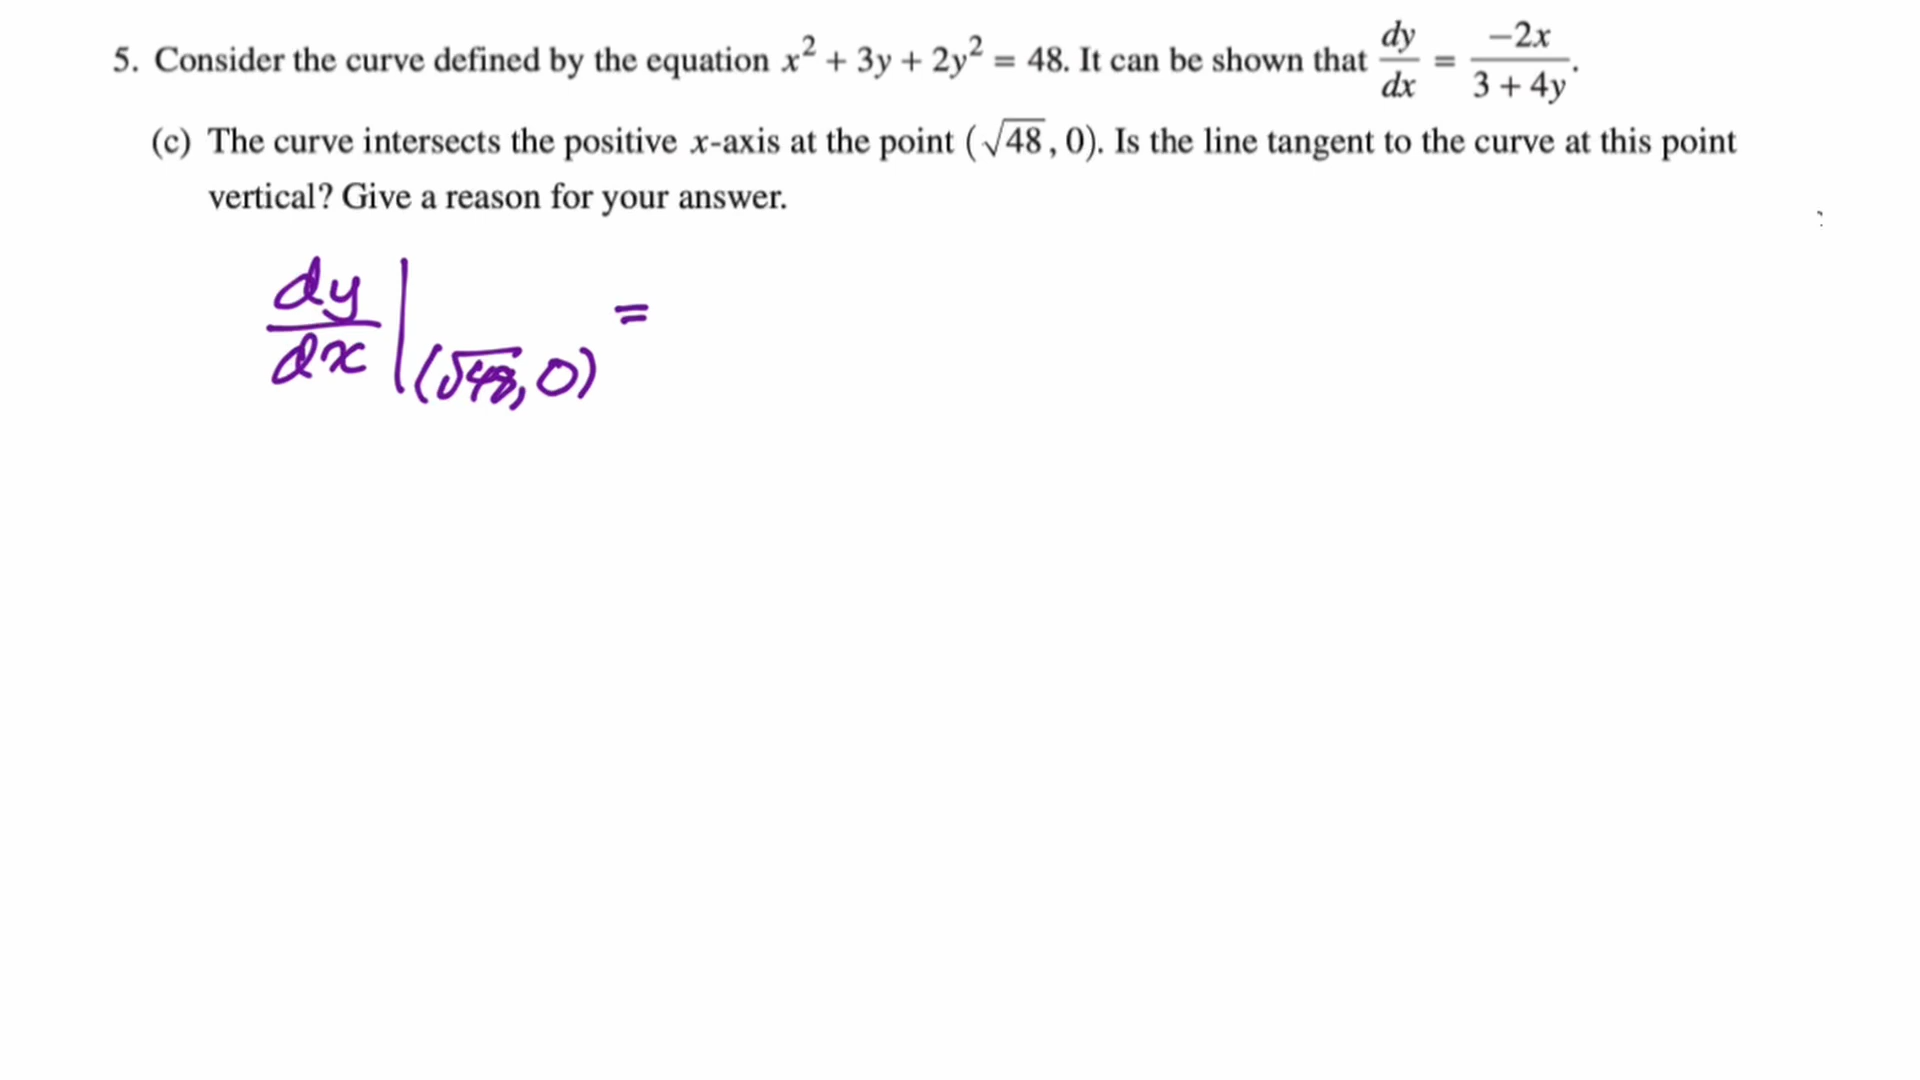 5. Consider the curve defined by the equation x² + 3y + 2y² = 48. It can be shown that dy/dx = -2x/(3 + 4y).
(c) The curve intersects the positive x-axis at the point (√48, 0). Is the line tangent to the curve at this point
vertical? Give a reason for your answer.
dy/dx |(√48, 0) =